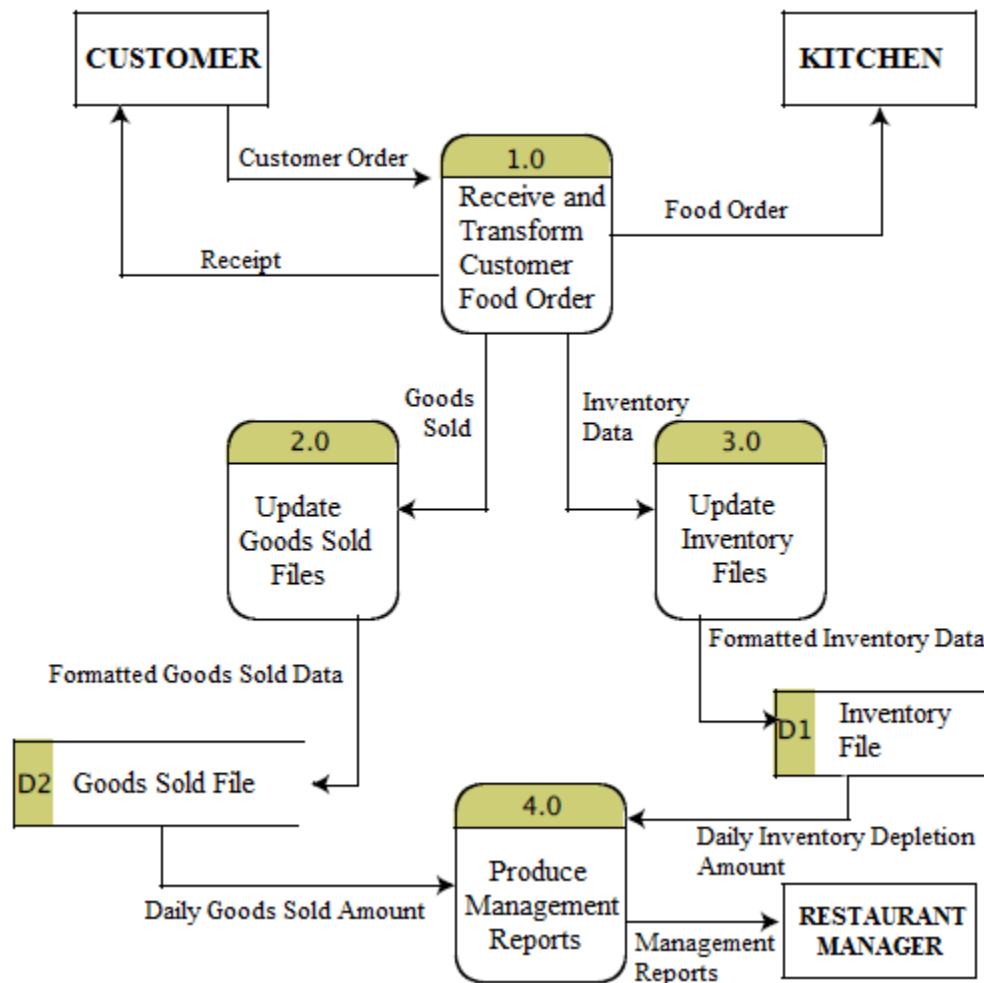 CUSTOMER
KITCHEN
Customer Order
1.0
Receive and
Transform
Customer
Food Order
Food Order
Receipt
Goods
Sold
Inventory
Data
2.0
Update
Goods Sold
Files
3.0
Update
Inventory
Files
Formatted Goods Sold Data
Formatted Inventory Data
D1
Inventory
File
D2
Goods Sold File
4.0
Produce
Management
Reports
Daily Inventory Depletion
Amount
Daily Goods Sold Amount
Management
Reports
RESTAURANT
MANAGER